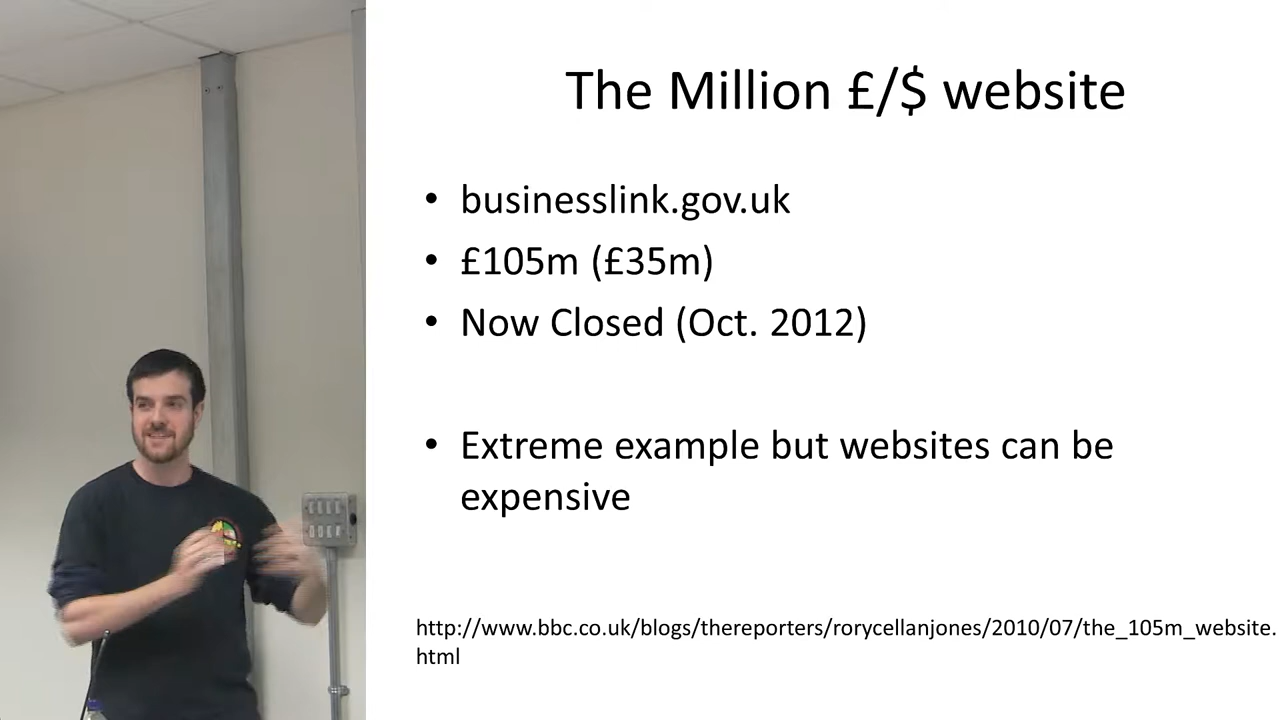 The Million £/$ website
• businesslink.gov.uk
• £105m (£35m)
• Now Closed (Oct. 2012)
• Extreme example but websites can be
expensive
http://www.bbc.co.uk/blogs/thereporters/rorycellanjones/2010/07/the_105m_website.
html